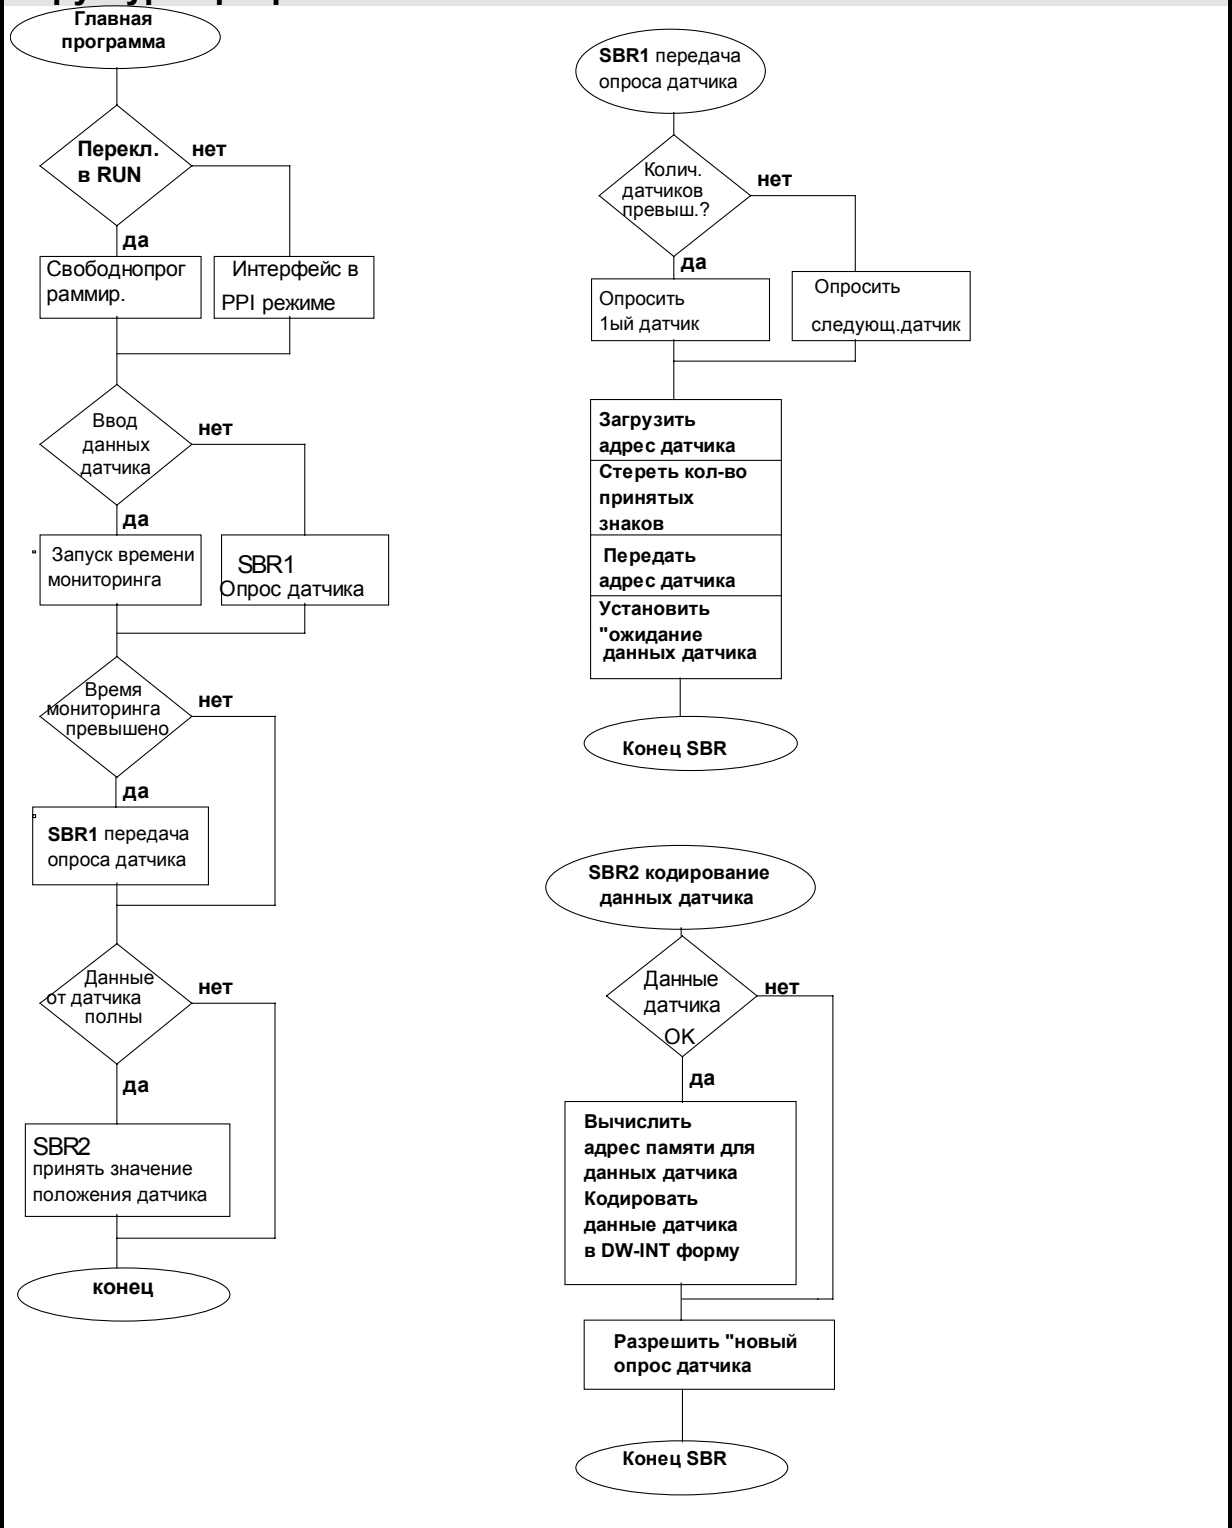 Главная
программа
Перекл.
в RUN
нет
да
Свободнопрог
раммир.
Интерфейс в
PPI режиме
Ввод
данных
датчика
нет
да
Запуск времени
мониторинга
SBR1
Опрос датчика
Время
мониторинга
превышено
нет
да
SBR1 передача
опроса датчика
Данные
от датчика
полны
нет
да
SBR2
принять значение
положения датчика
конец
SBR1 передача
опроса датчика
Колич.
датчиков
превыш.?
нет
да
Опросить
1ый датчик
Опросить
следующ.датчик
Загрузить
адрес датчика
Стереть кол-во
принятых
знаков
Передать
адрес датчика
Установить
"ожидание
данных датчика
Конец SBR
SBR2 кодирование
данных датчика
Данные
датчика
OK
нет
да
Вычислить
адрес памяти для
данных датчика
Кодировать
данные датчика
в DW-INT форму
Разрешить "новый
опрос датчика
Конец SBR